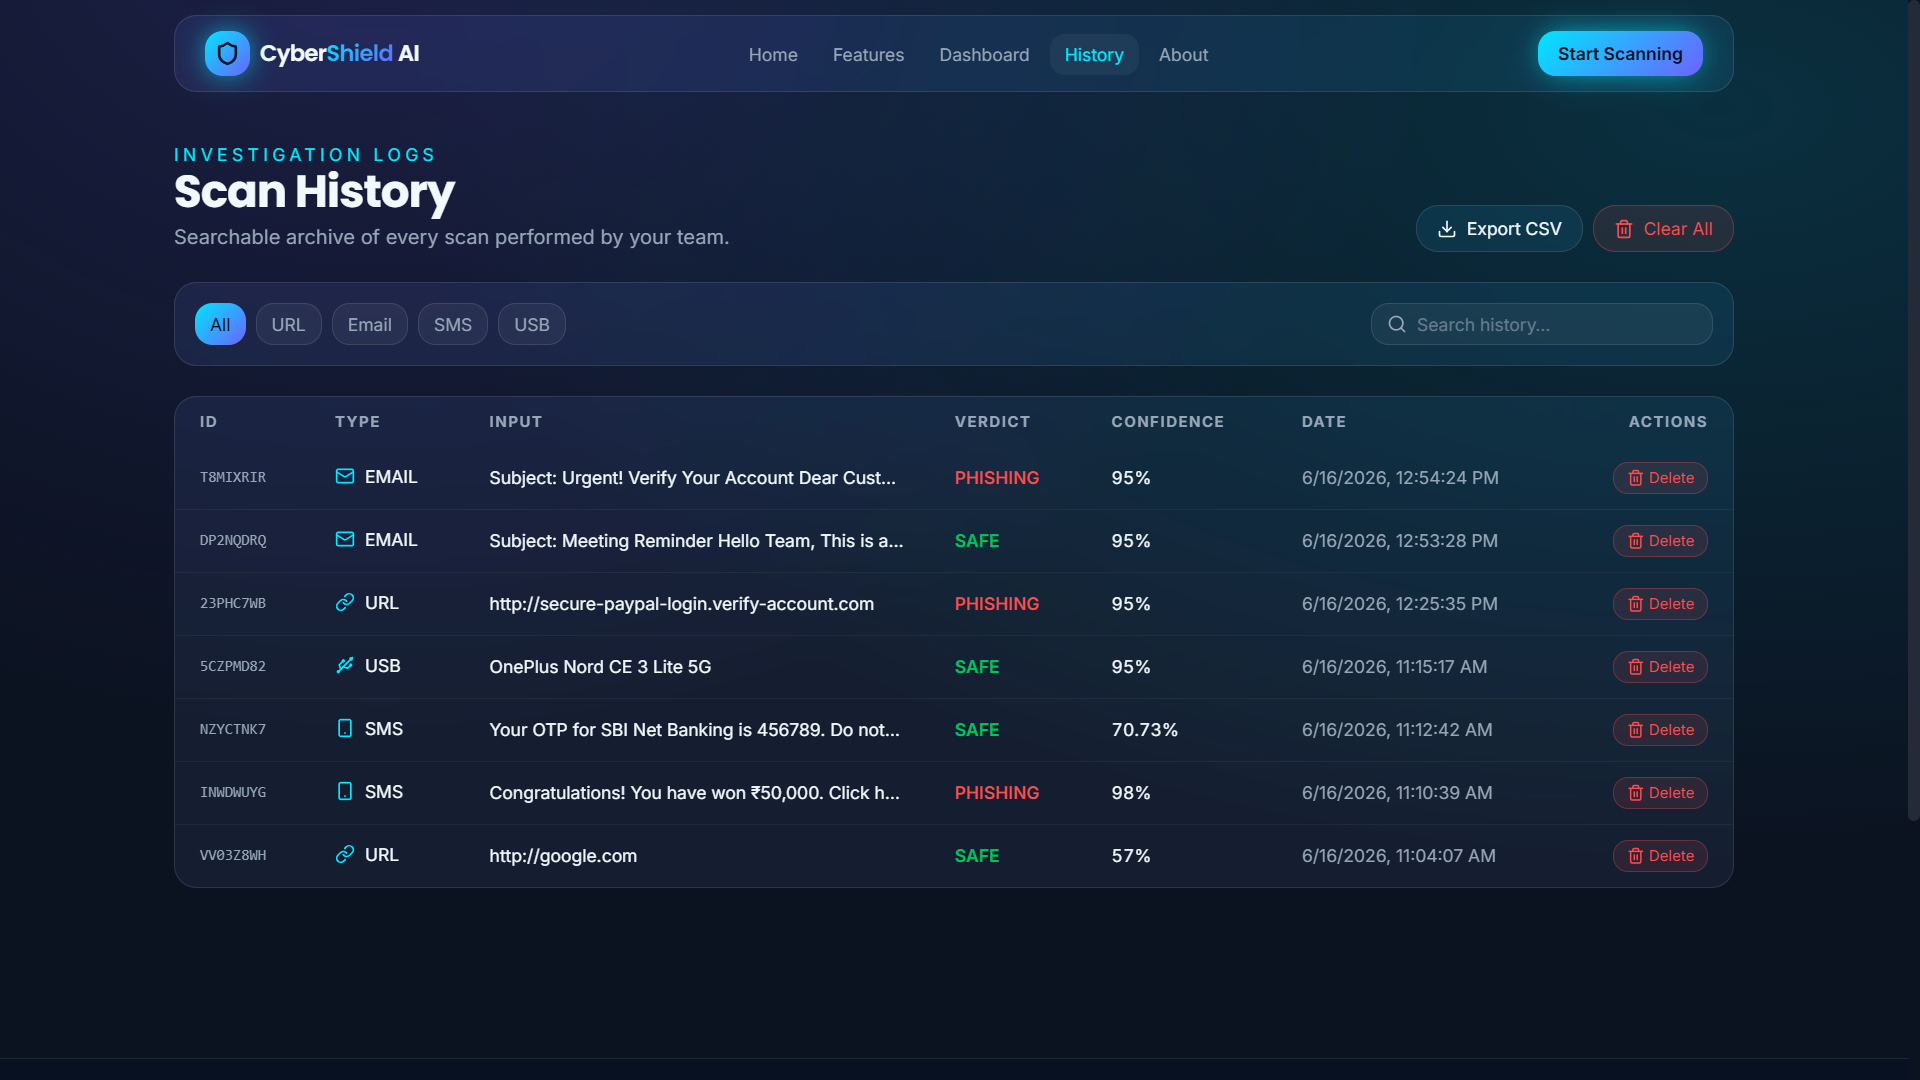 CyberShield AI
Home Features Dashboard History About
Start Scanning
INVESTIGATION LOGS
Scan History
Searchable archive of every scan performed by your team.
Export CSV Clear All
All URL Email SMS USB
Search history...
ID TYPE INPUT VERDICT CONFIDENCE DATE ACTIONS
T8MIXRIR EMAIL Subject: Urgent! Verify Your Account Dear Cust... PHISHING 95% 6/16/2026, 12:54:24 PM Delete
DP2NQDRQ EMAIL Subject: Meeting Reminder Hello Team, This is a... SAFE 95% 6/16/2026, 12:53:28 PM Delete
23PHC7WB URL http://secure-paypal-login.verify-account.com PHISHING 95% 6/16/2026, 12:25:35 PM Delete
5CZPMD82 USB OnePlus Nord CE 3 Lite 5G SAFE 95% 6/16/2026, 11:15:17 AM Delete
NZYCTNK7 SMS Your OTP for SBI Net Banking is 456789. Do not... SAFE 70.73% 6/16/2026, 11:12:42 AM Delete
INWDWUYG SMS Congratulations! You have won ₹50,000. Click h... PHISHING 98% 6/16/2026, 11:10:39 AM Delete
VV03Z8WH URL http://google.com SAFE 57% 6/16/2026, 11:04:07 AM Delete